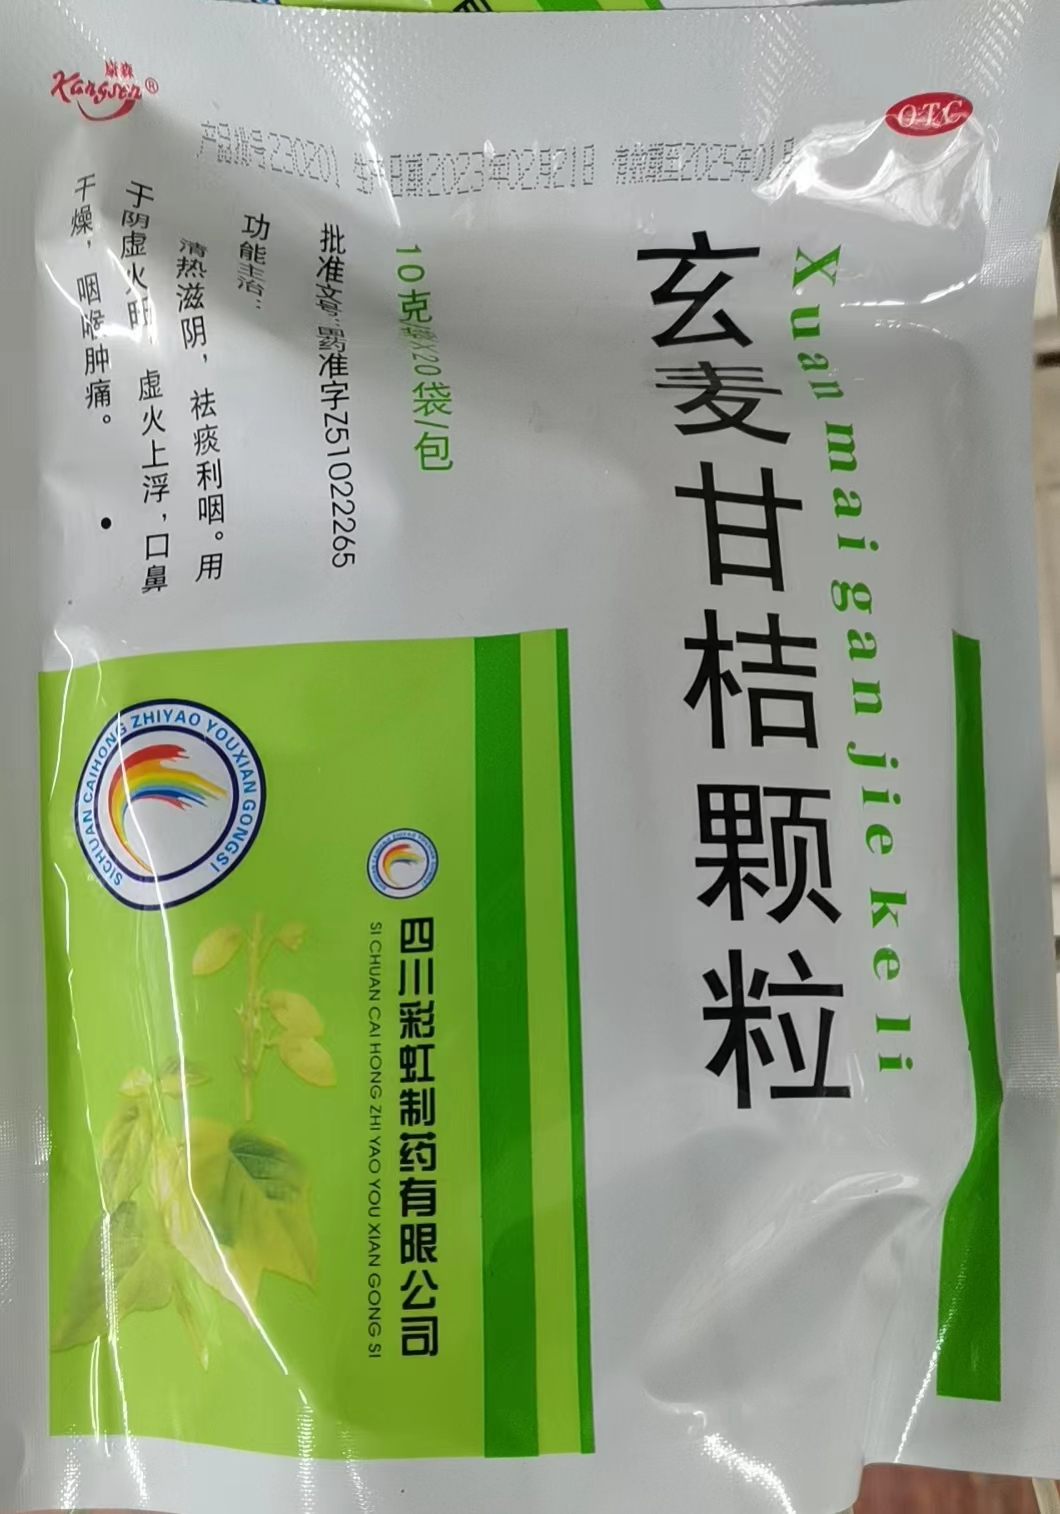 康森
Kangsen®
OTC
产品批号230201 生产日期2023年02月21日 有效期至2025年01月
Xuan mai gan jie ke li
玄麦甘桔颗粒
10克/袋X20袋/包
批准文号:国药准字Z51022265
功能主治:
清热滋阴，祛痰利咽。用
于阴虚火旺，虚火上浮，口鼻
干燥，咽喉肿痛。
SICHUAN CAIHONG ZHIYAO YOUXIAN GONGSI
四川彩虹制药有限公司
SI CHUAN CAI HONG ZHI YAO YOU XIAN GONG SI